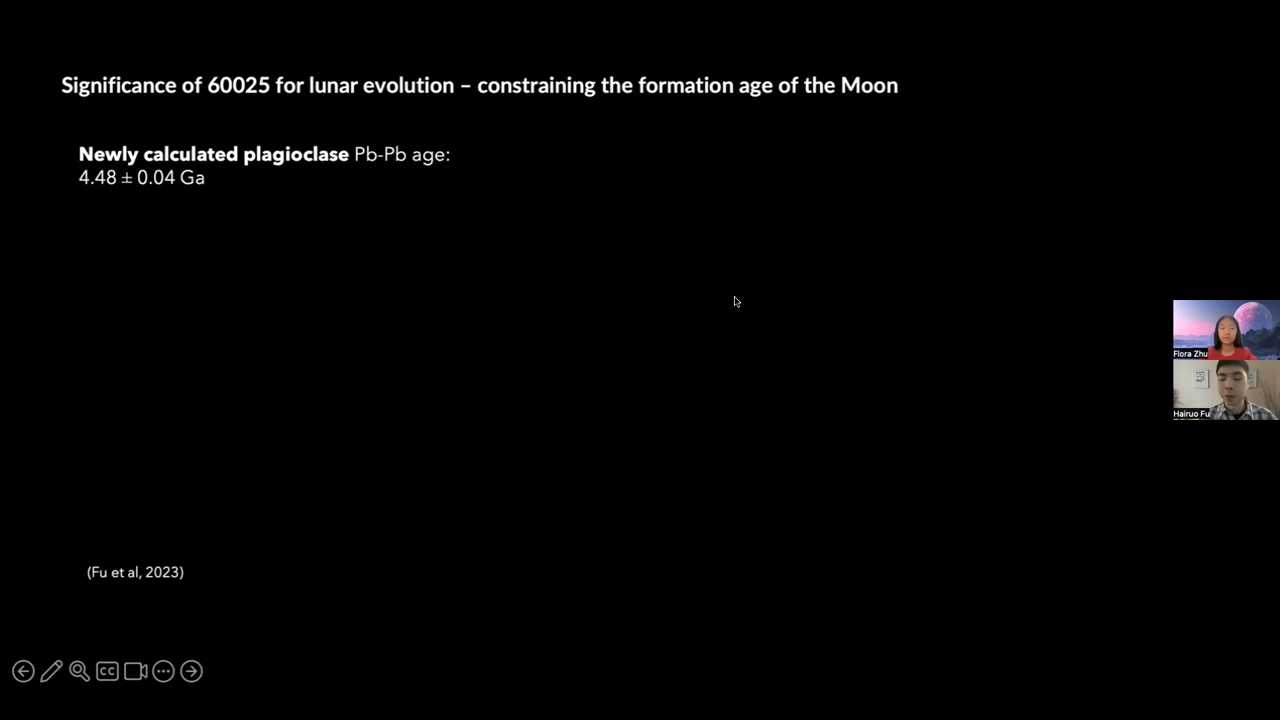 Significance of 60025 for lunar evolution – constraining the formation age of the Moon
Newly calculated plagioclase Pb-Pb age:
4.48 ± 0.04 Ga
Flora Zhu
Hairuo Fu
(Fu et al, 2023)
CC